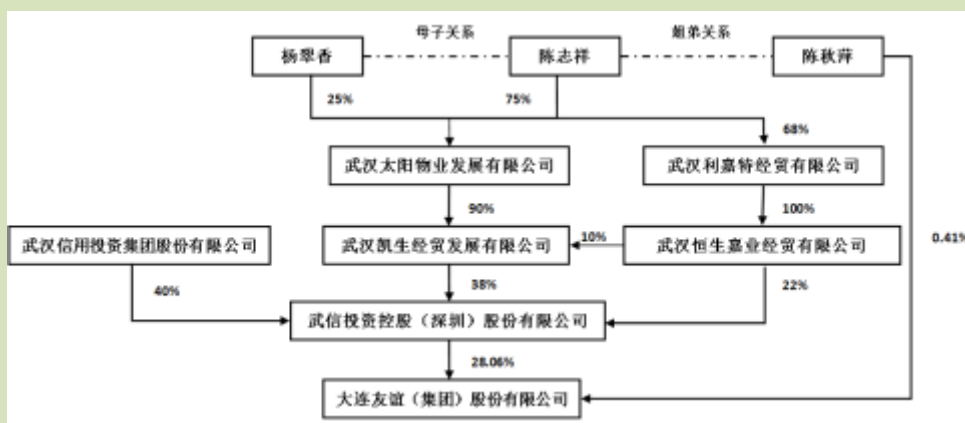 母子关系
姐弟关系
杨翠香
陈志祥
陈秋萍
25%
75%
68%
武汉太阳物业发展有限公司
武汉利嘉特经贸有限公司
90%
100%
武汉信用投资集团股份有限公司
武汉凯生经贸发展有限公司
10%
武汉恒生嘉业经贸有限公司
0.41%
40%
38%
22%
武信投资控股（深圳）股份有限公司
28.06%
大连友谊（集团）股份有限公司